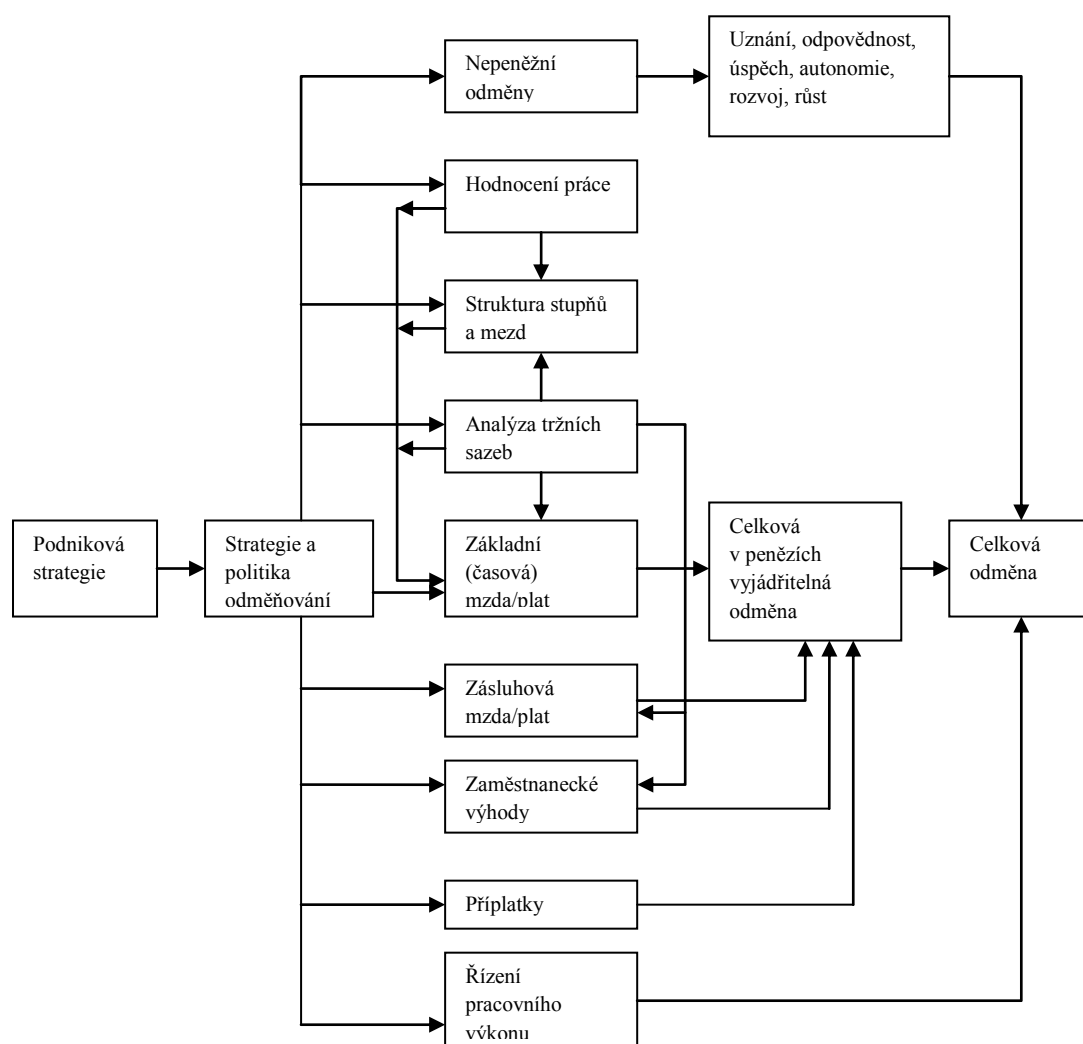 Nepeněžní
odměny
Uznání, odpovědnost,
úspěch, autonomie,
rozvoj, růst
Hodnocení práce
Struktura stupňů
a mezd
Analýza tržních
sazeb
Podniková
strategie
Strategie a
politika
odměňování
Základní
(časová)
mzda/plat
Celková
v penězích
vyjádřitelná
odměna
Celková
odměna
Zásluhová
mzda/plat
Zaměstnanecké
výhody
Příplatky
Řízení
pracovního
výkonu